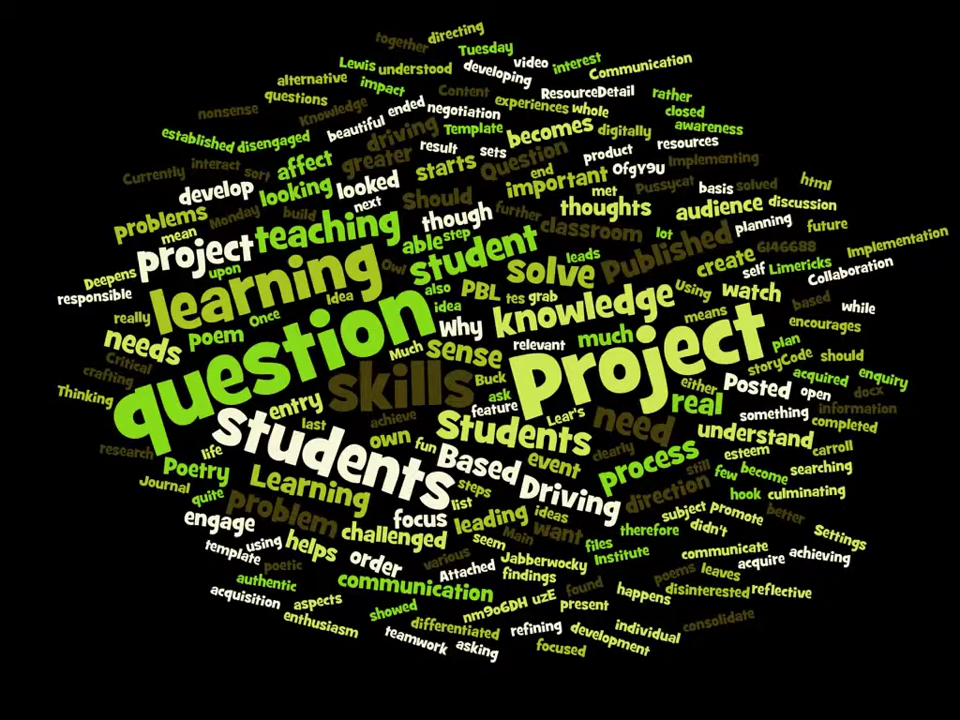 together
directing
Tuesday
video
interest
Lewis
understood
developing
Communication
alternative
impact
Content
ResourceDetail
rather
questions
Knowledge
ended
experiences
whole
closed
nonsense
beautiful
negotiation
driving
Template
becomes
digitally
awareness
established
disengaged
result
sets
Question
product
resources
Currently
interact
sort
affect
greater
starts
end
important
OfgY9U
Implementing
develop
looking
looked
Should
met
Pussycat
basis
solved
html
problems
Monday
build
next
though
further
thoughts
audience
discussion
mean
project
teaching
able
step
student
classroom
lot
Published
planning
future
Deepens
upon
learning
Owl
also
PBL
solve
leads
create
6I46G88
Implementation
responsible
really
Once
Idea
idea
tes
grab
knowledge
Using
watch
self
Limericks
Collaboration
needs
poem
question
Why
relevant
much
means
based
while
Critical
crafting
Much
sense
Project
plan
encourages
Thinking
skills
Buck
ask
feature
Lear's
either
real
storyCode
should
acquired
enquiry
entry
last
achieve
Students
need
Posted
open
docx
something
information
completed
students
own
fun
Based
event
clearly
process
understand
carroll
research
life
Poetry
Learning
Driving
direction
still
esteem
few
become
searching
Journal
quite
problem
focus
list
steps
leading
ideas
want
hook
culminating
engage
challenged
seem
Main
files
therefore
subject
promote
didn't
better
Settings
template
using
helps
order
various
Attached
Jabberwocky
Institute
communicate
acquire
achieving
poetic
authentic
communication
findings
found
poems
leaves
disinterested
reflective
acquisition
aspects
showed
nm9o6DH
uzE
present
happens
consolidate
enthusiasm
teamwork
differentiated
asking
refining
focused
development
individual